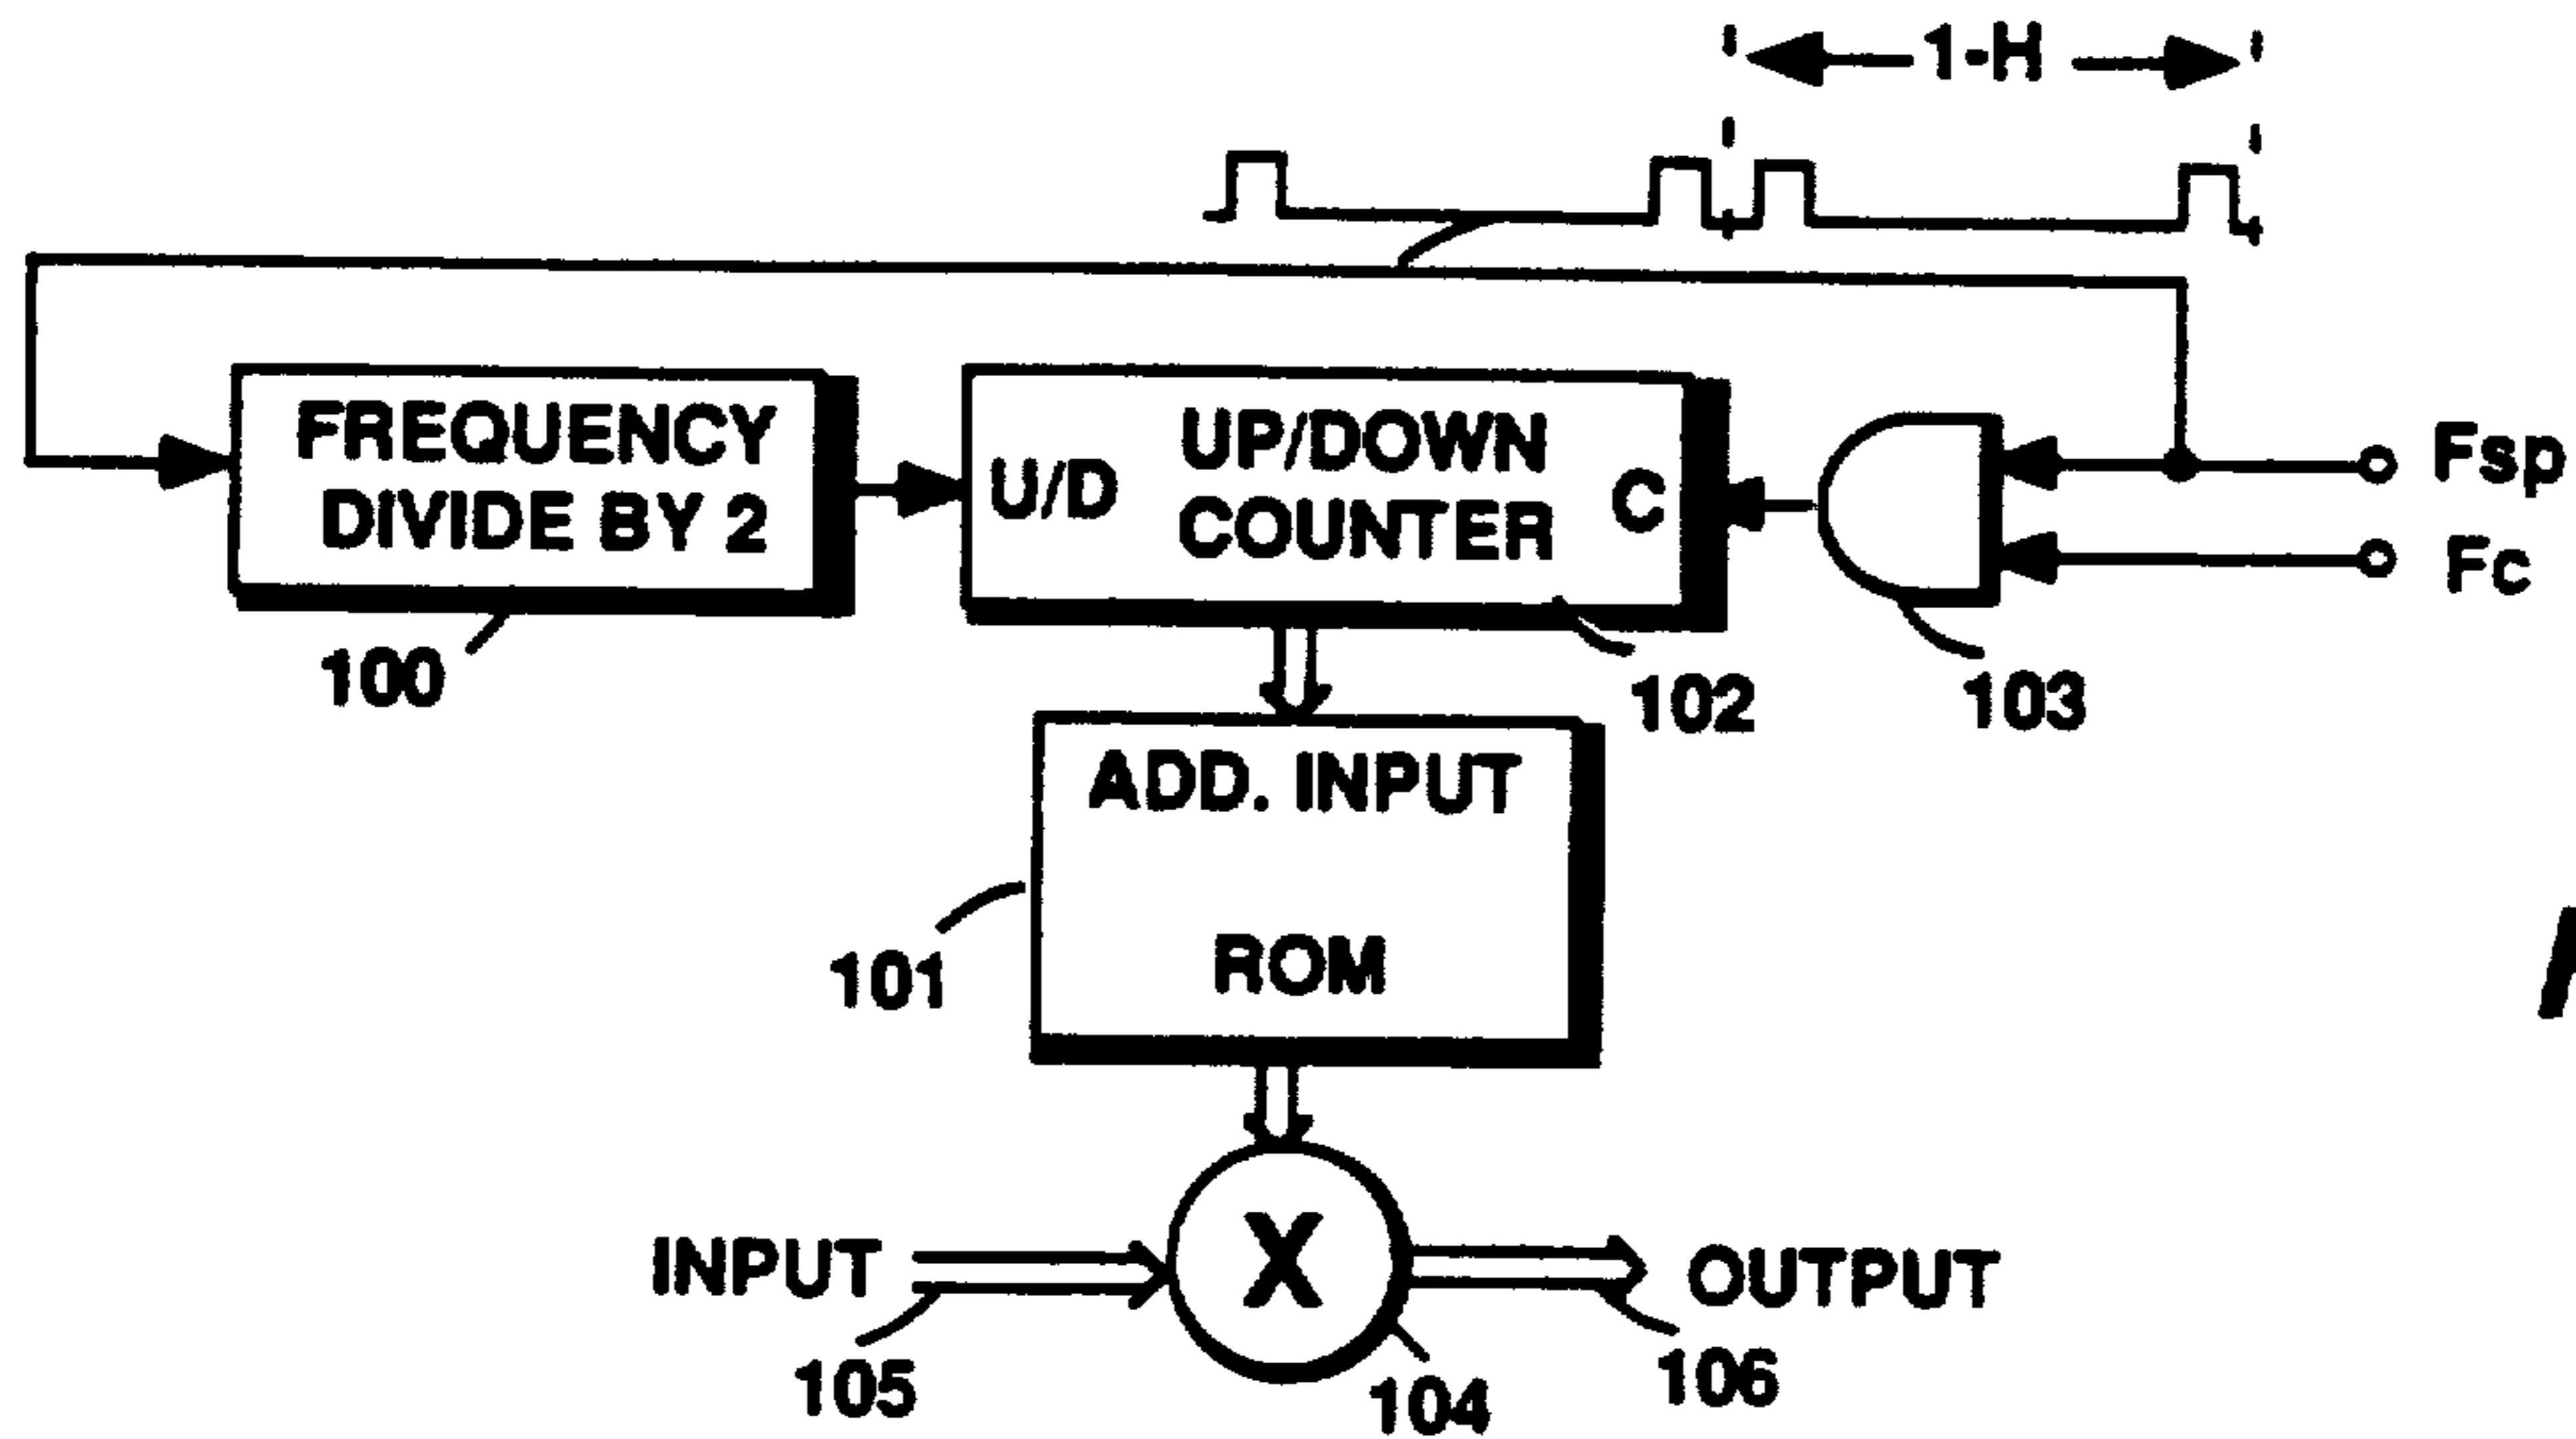 1-H
FREQUENCY
DIVIDE BY 2
U/D
UP/DOWN
COUNTER
C
Fsp
Fc
100
102
103
ADD. INPUT
ROM
101
INPUT
X
OUTPUT
105
104
106